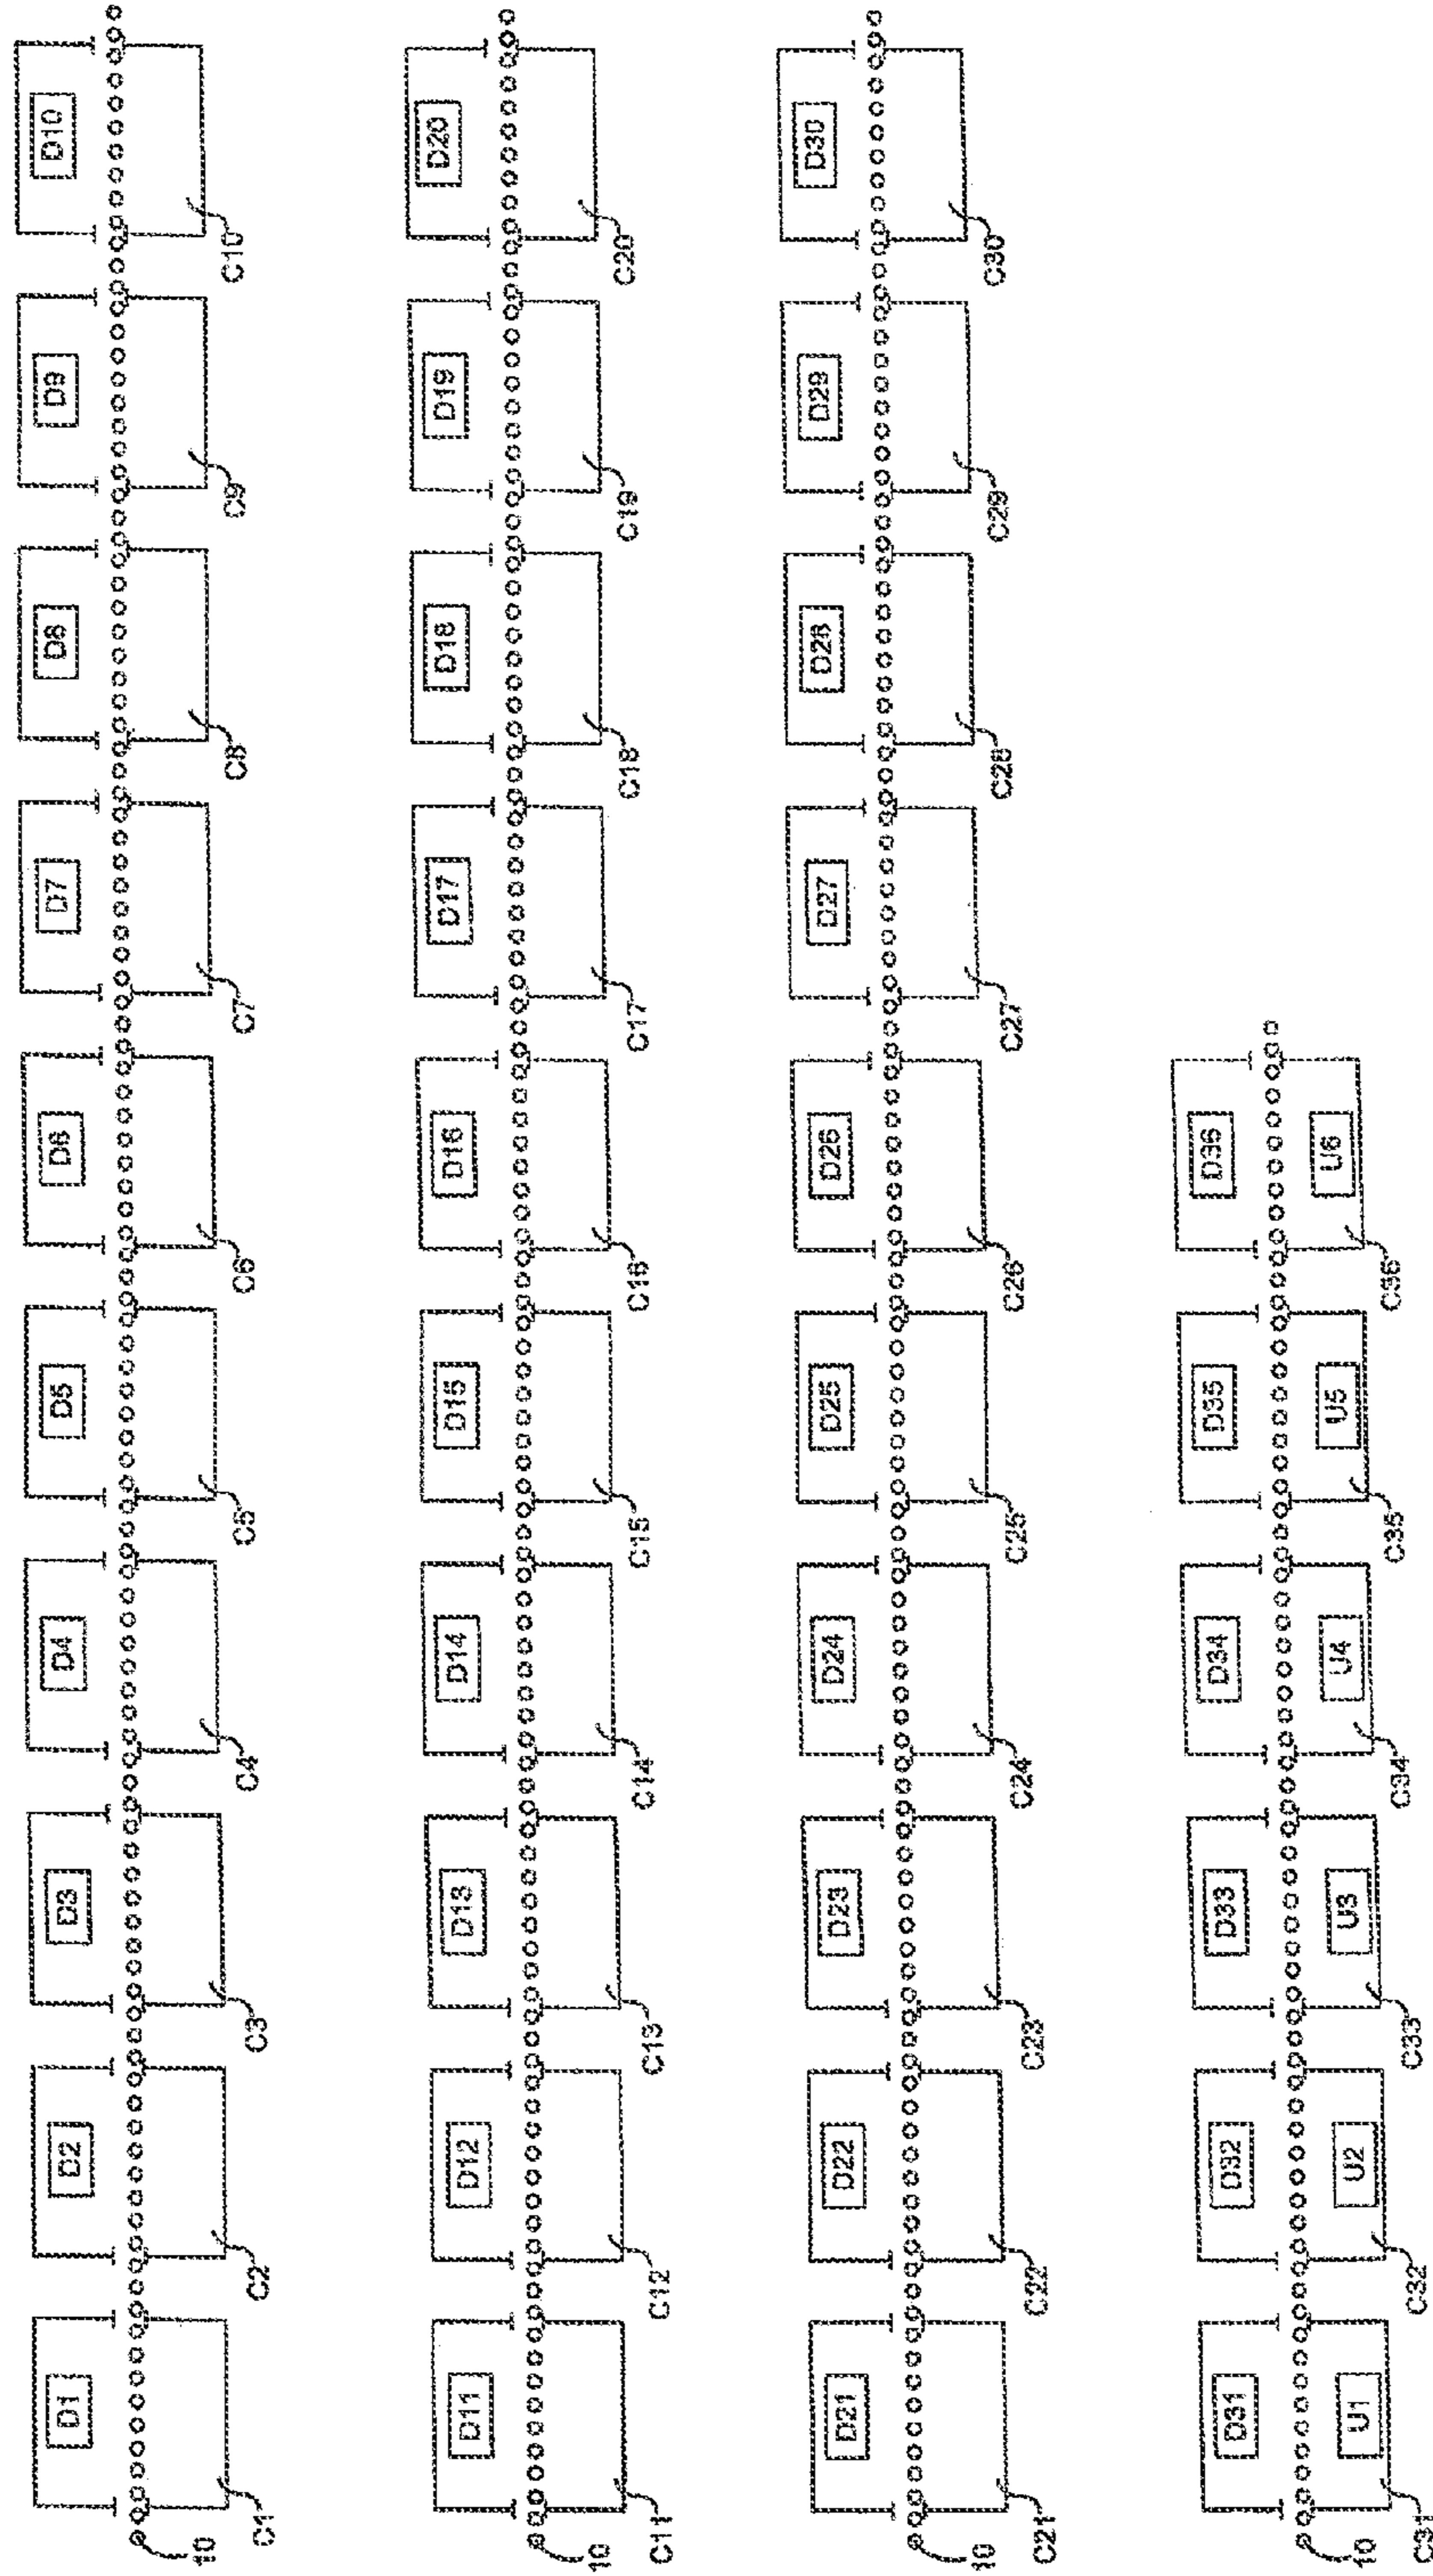 D1 D2 D3 D4 D5 D6 D7 D8 D9 D10
10 C1 C2 C3 C4 C5 C6 C7 C8 C9 C10
D11 D12 D13 D14 D15 D16 D17 D18 D19 D20
10 C11 C12 C13 C14 C15 C16 C17 C18 C19 C20
D21 D22 D23 D24 D25 D26 D27 D28 D29 D30
10 C21 C22 C23 C24 C25 C26 C27 C28 C29 C30
D31 D32 D33 D34 D35 D36
U1 U2 U3 U4 U5 U6
10 C31 C32 C33 C34 C35 C36